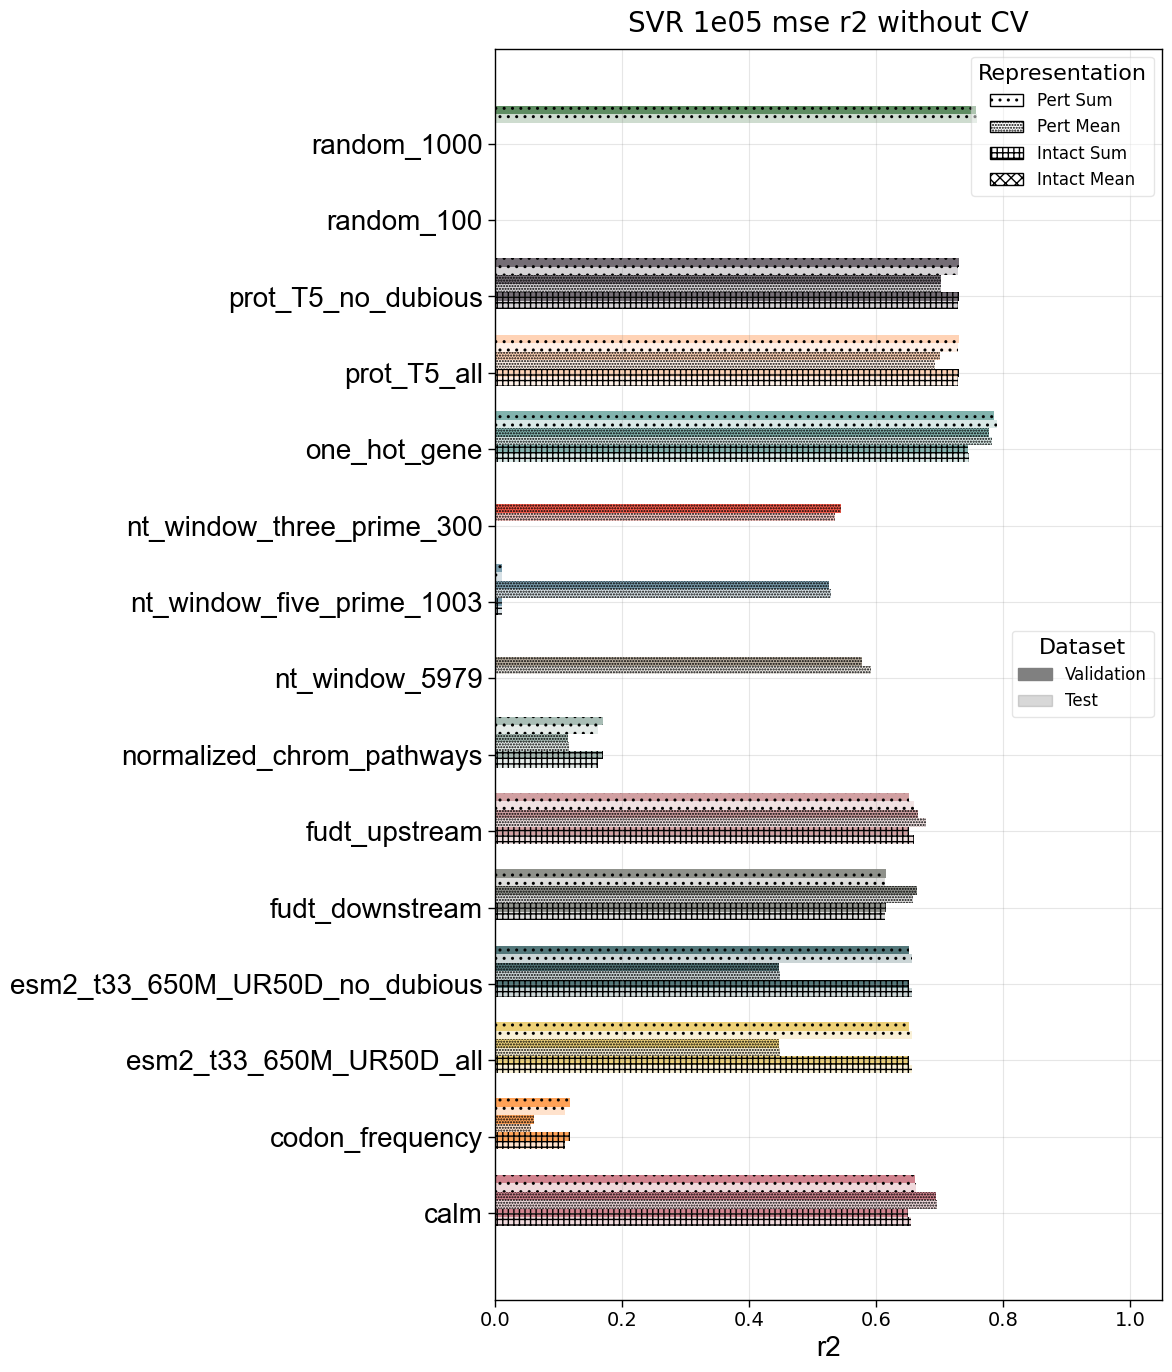 SVR 1e05 mse r2 without CV
Representation
Pert Sum
Pert Mean
Intact Sum
Intact Mean
random_1000
random_100
prot_T5_no_dubious
prot_T5_all
one_hot_gene
nt_window_three_prime_300
nt_window_five_prime_1003
nt_window_5979
Dataset
Validation
Test
normalized_chrom_pathways
fudt_upstream
fudt_downstream
esm2_t33_650M_UR50D_no_dubious
esm2_t33_650M_UR50D_all
codon_frequency
calm
0.0 0.2 0.4 0.6 0.8 1.0
r2